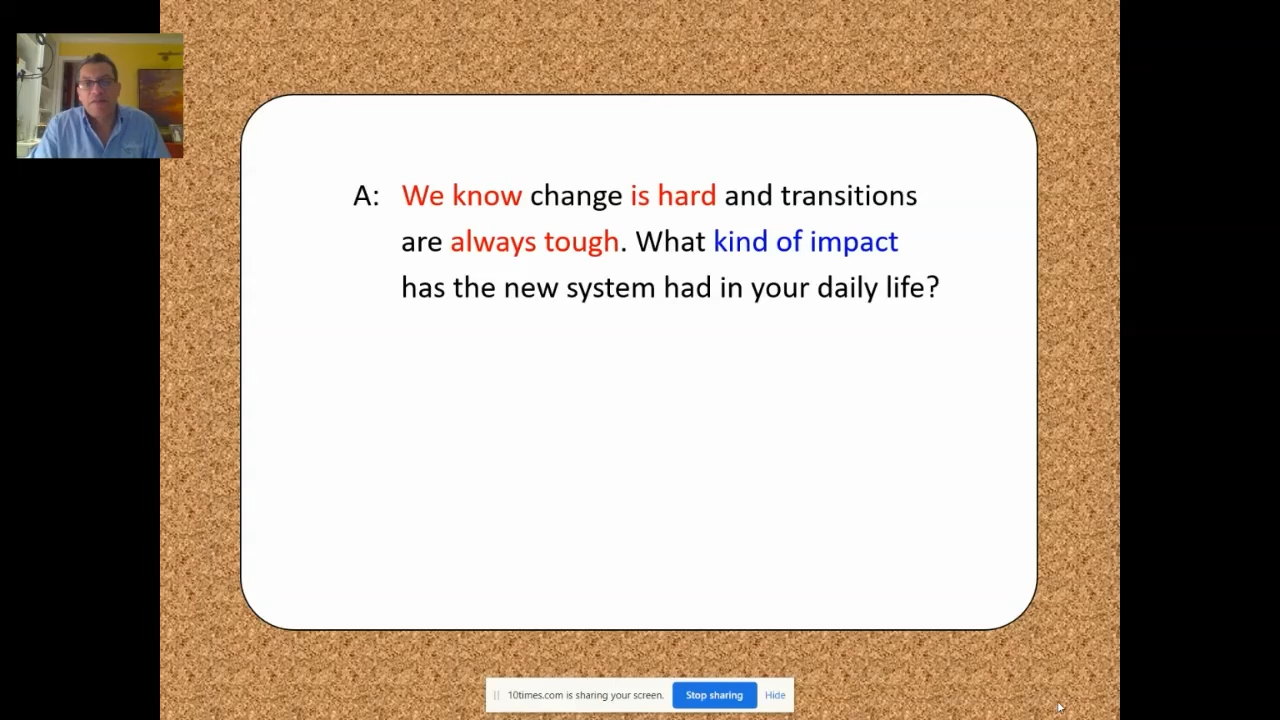 A: We know change is hard and transitions
are always tough. What kind of impact
has the new system had in your daily life?
10times.com is sharing your screen. Stop sharing Hide